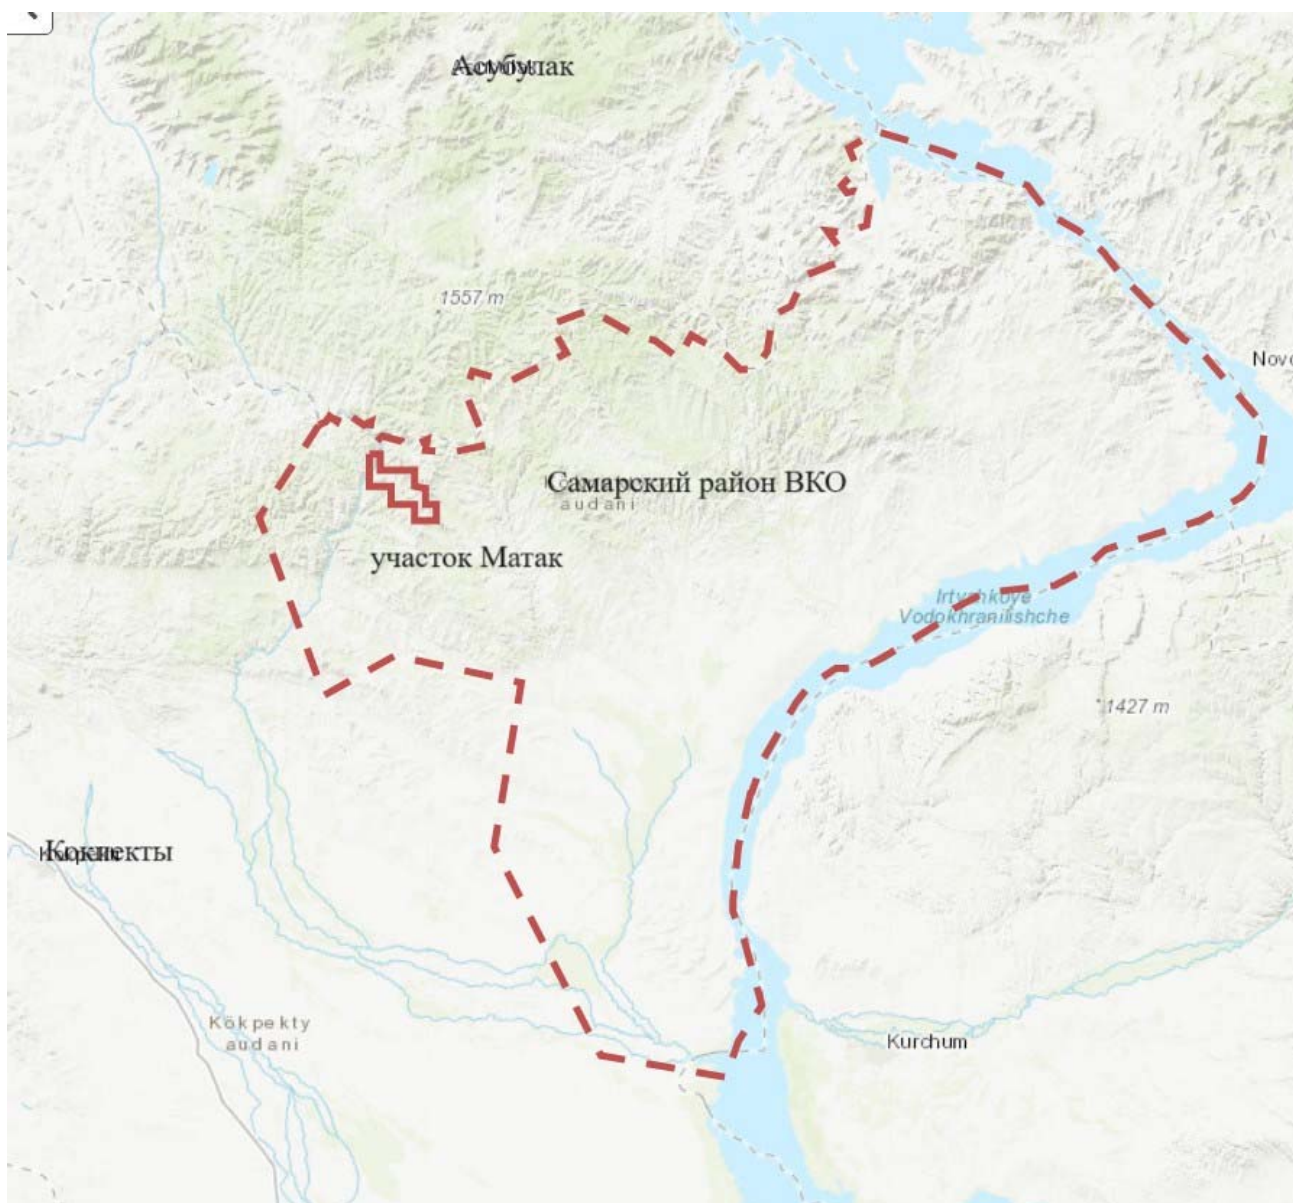 Асубулак
1557 m
Novo
Самарский район ВКО
audani
участок Матак
Irtyshkoye
Vodokhranilishche
1427 m
Кокпекты
Kökpekty
audani
Kurchum